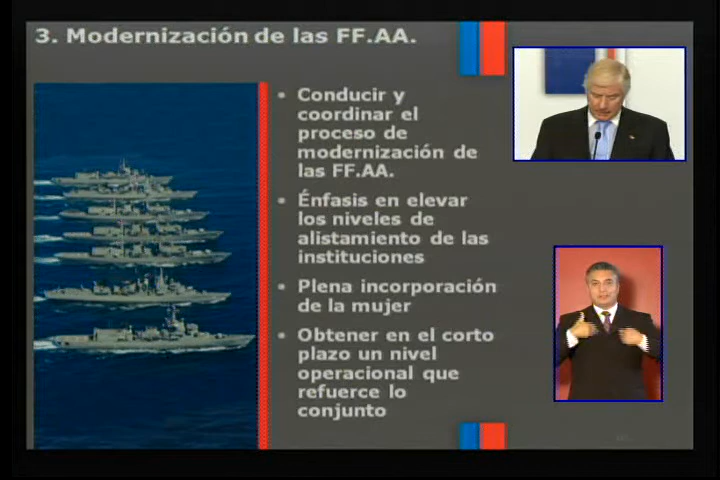 3. Modernización de las FF.AA.
• Conducir y
coordinar el
proceso de
modernización de
las FF.AA.
• Énfasis en elevar
los niveles de
alistamiento de las
instituciones
• Plena incorporación
de la mujer
• Obtener en el corto
plazo un nivel
operacional que
refuerce lo
conjunto